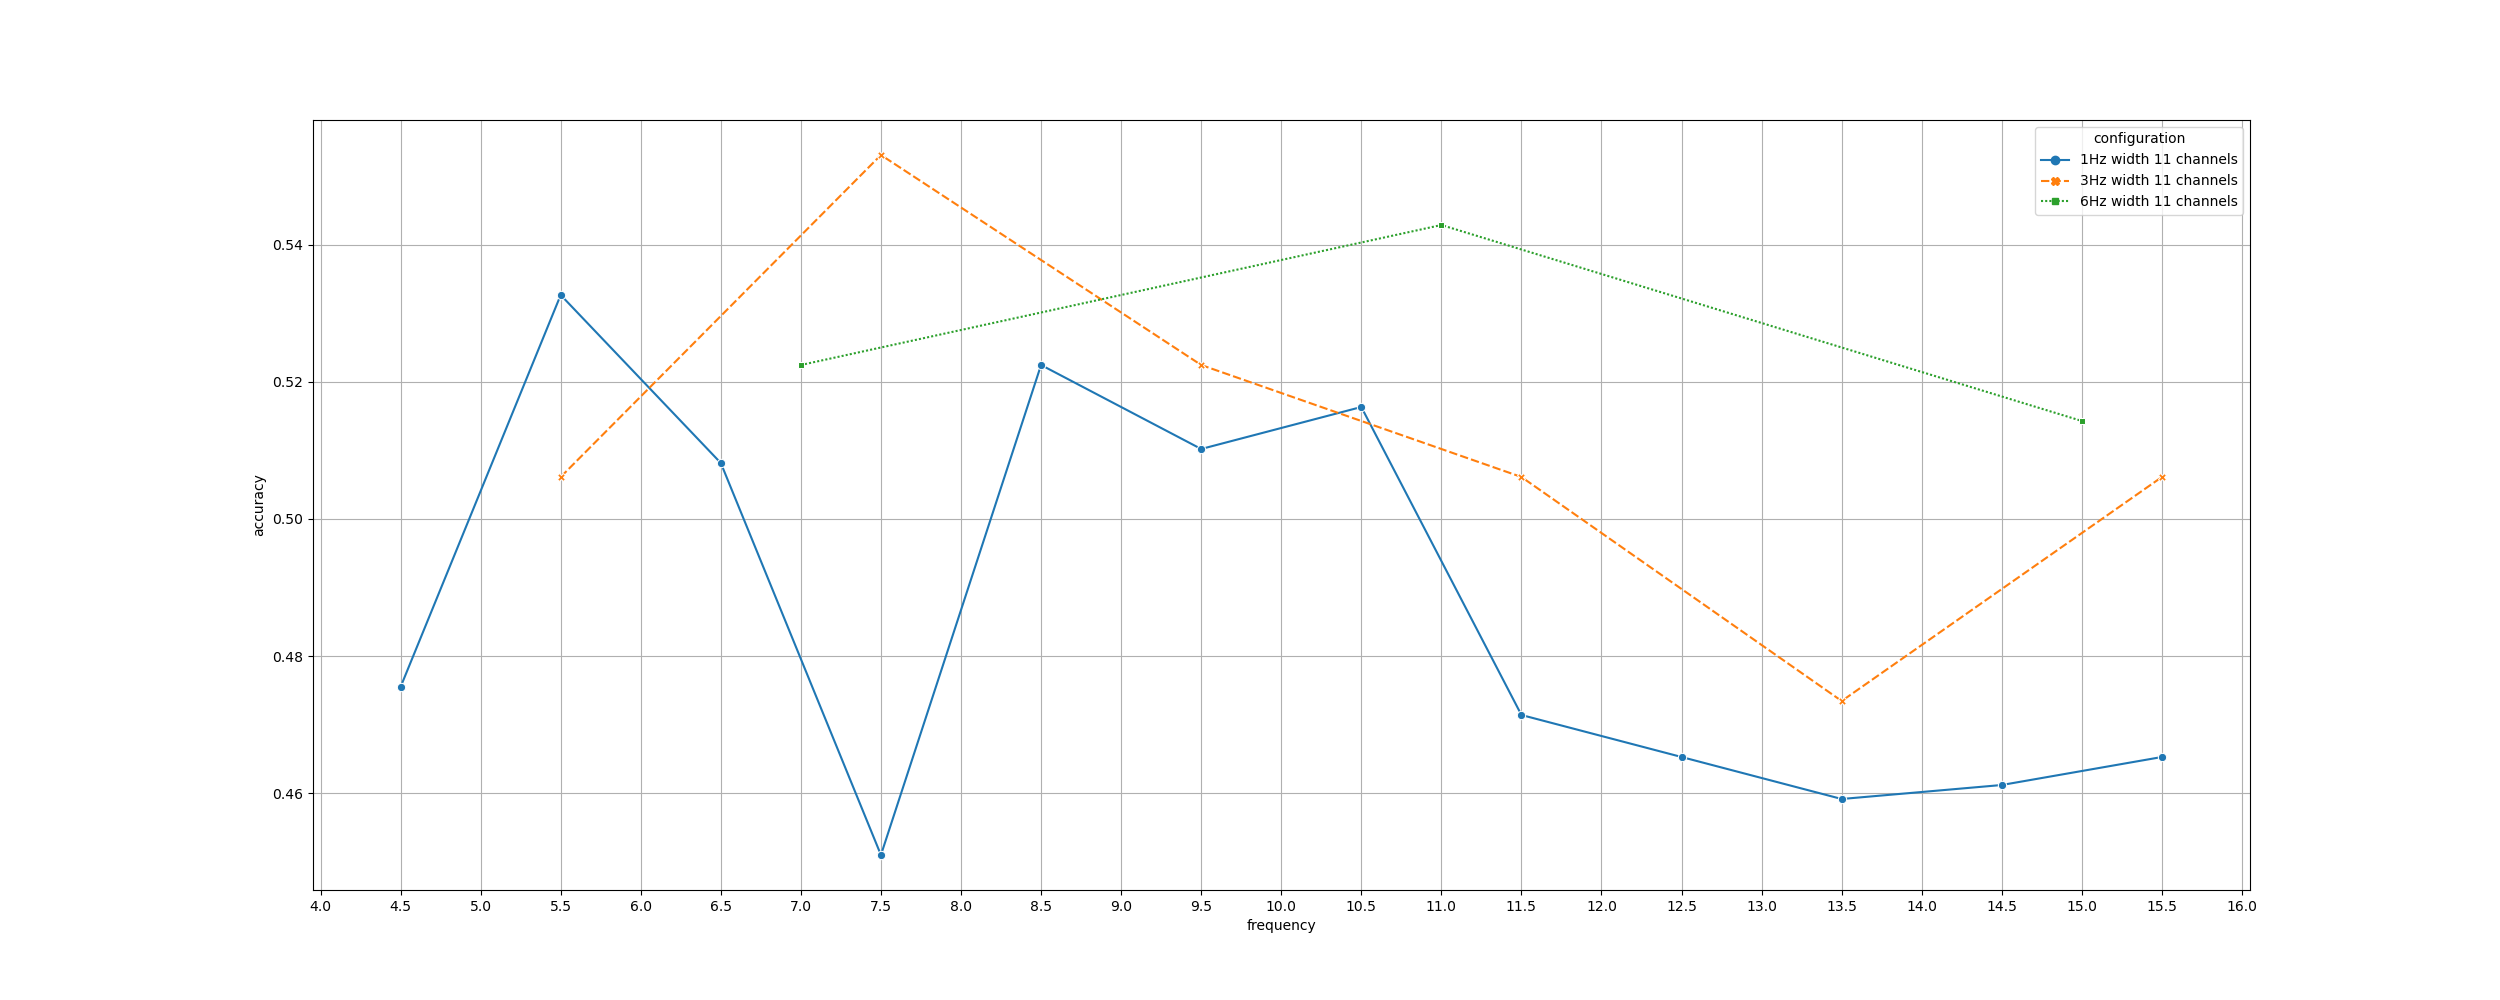 configuration
1Hz width 11 channels
3Hz width 11 channels
6Hz width 11 channels
0.54
0.52
0.50
0.48
0.46
accuracy
4.0 4.5 5.0 5.5 6.0 6.5 7.0 7.5 8.0 8.5 9.0 9.5 10.0 10.5 11.0 11.5 12.0 12.5 13.0 13.5 14.0 14.5 15.0 15.5 16.0
frequency